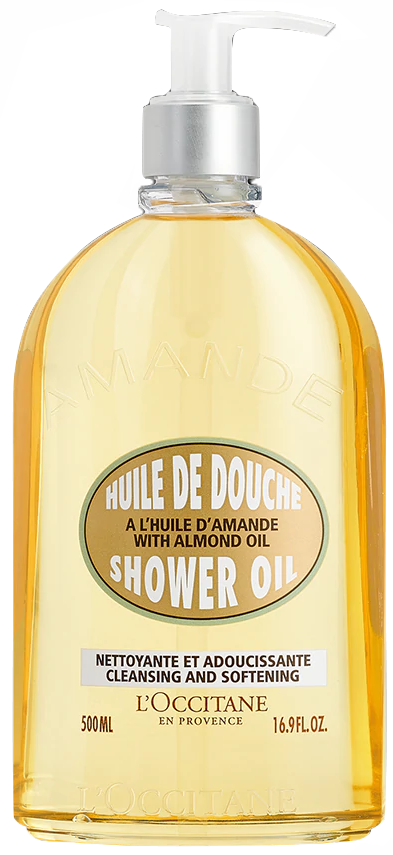 AMANDE
HUILE DE DOUCHE
A L'HUILE D'AMANDE
WITH ALMOND OIL
SHOWER OIL
NETTOYANTE ET ADOUCISSANTE
CLEANSING AND SOFTENING
L'OCCITANE
EN PROVENCE
500ML 16.9FL.OZ.
L'OCCITANE